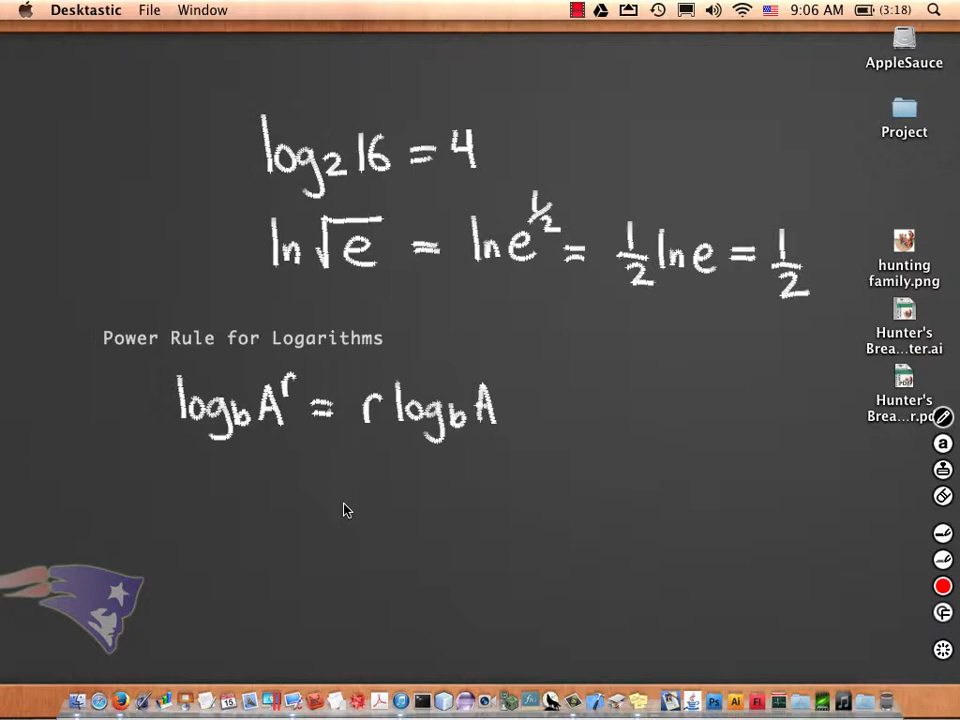 Desktastic File Window 9:06 AM (3:18)
AppleSauce
Project
log₂16 = 4
ln√e = ln e^{1/2} = 1/2 ln e = 1/2
hunting
family.png
Power Rule for Logarithms
Hunter's
Brea...ter.ai
log_b A^r = r log_b A
Hunter's
Brea...r.pdf
a